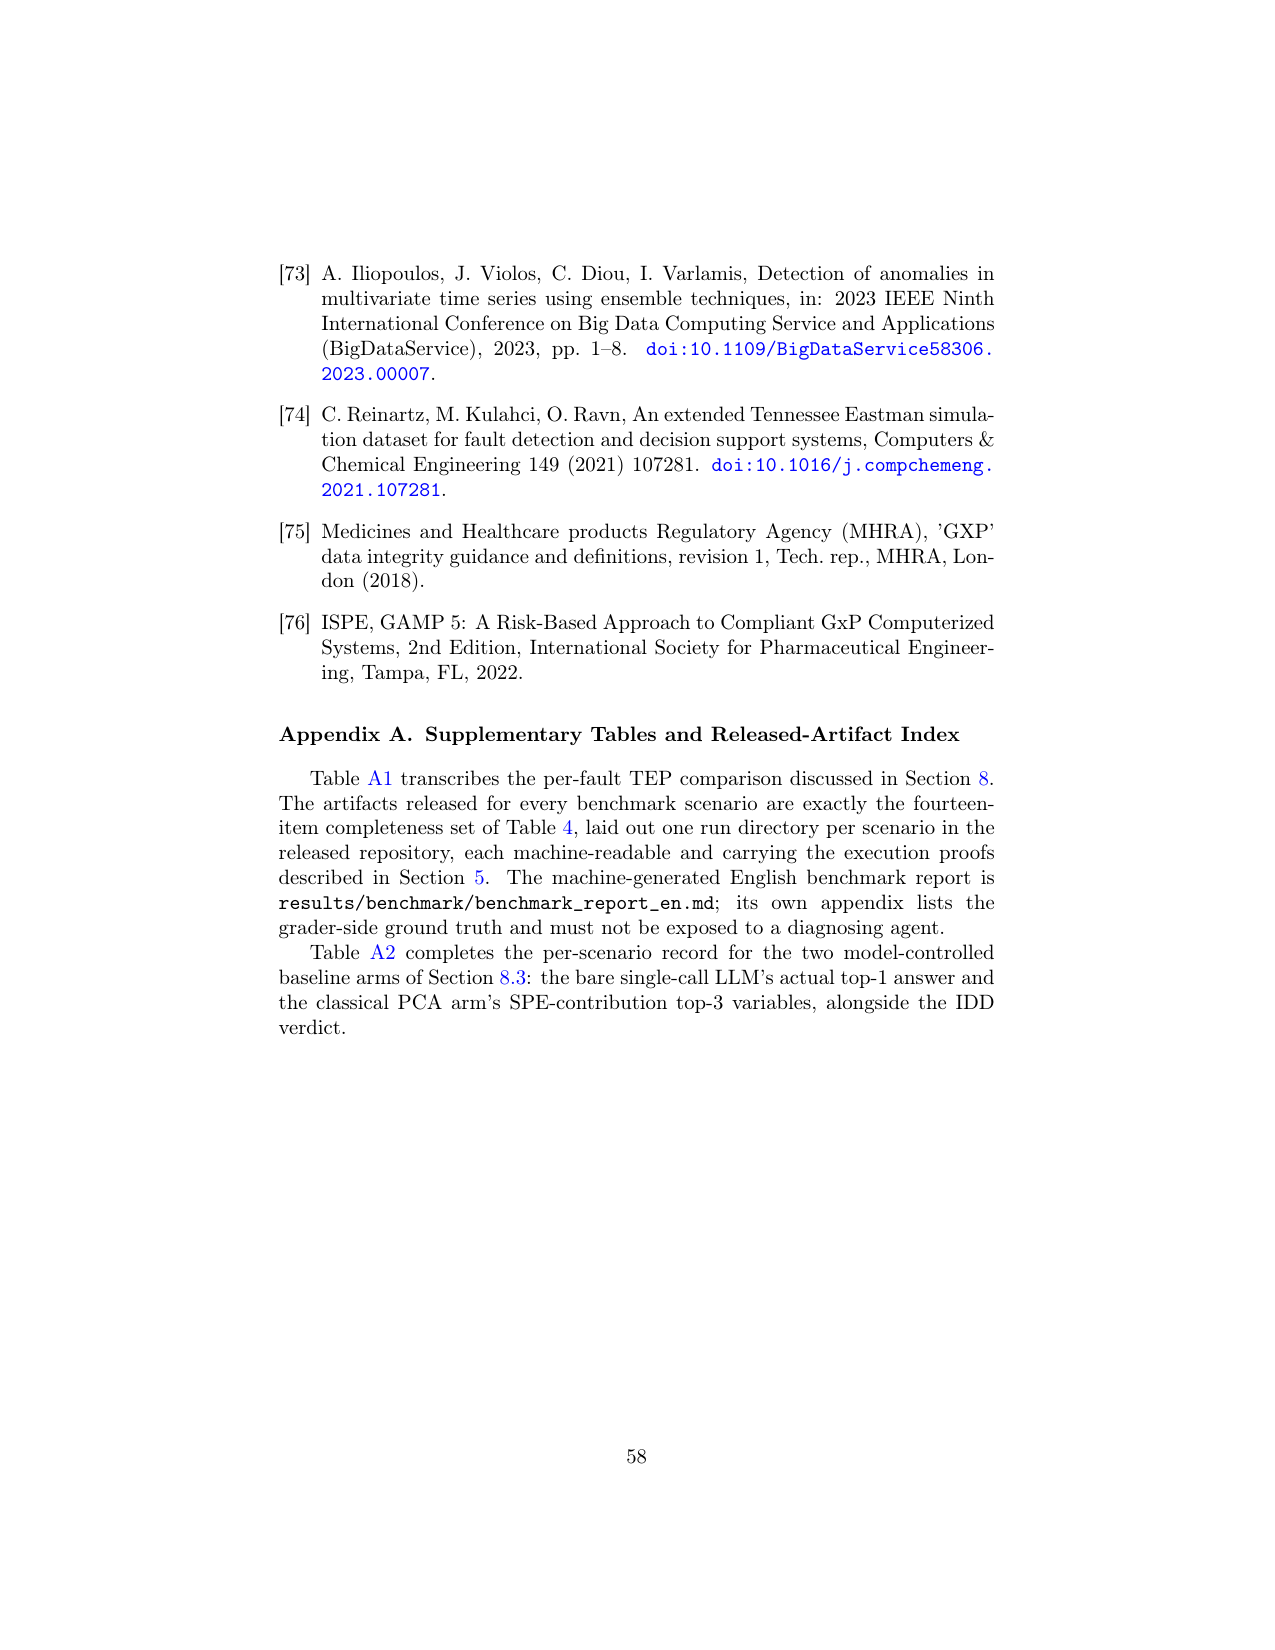 [73] A. Iliopoulos, J. Violos, C. Diou, I. Varlamis, Detection of anomalies in
multivariate time series using ensemble techniques, in: 2023 IEEE Ninth
International Conference on Big Data Computing Service and Applications
(BigDataService), 2023, pp. 1–8. doi:10.1109/BigDataService58306.
2023.00007.
[74] C. Reinartz, M. Kulahci, O. Ravn, An extended Tennessee Eastman simula-
tion dataset for fault detection and decision support systems, Computers &
Chemical Engineering 149 (2021) 107281. doi:10.1016/j.compchemeng.
2021.107281.
[75] Medicines and Healthcare products Regulatory Agency (MHRA), 'GXP'
data integrity guidance and definitions, revision 1, Tech. rep., MHRA, Lon-
don (2018).
[76] ISPE, GAMP 5: A Risk-Based Approach to Compliant GxP Computerized
Systems, 2nd Edition, International Society for Pharmaceutical Engineer-
ing, Tampa, FL, 2022.
Appendix A. Supplementary Tables and Released-Artifact Index
Table A1 transcribes the per-fault TEP comparison discussed in Section 8.
The artifacts released for every benchmark scenario are exactly the fourteen-
item completeness set of Table 4, laid out one run directory per scenario in the
released repository, each machine-readable and carrying the execution proofs
described in Section 5. The machine-generated English benchmark report is
results/benchmark/benchmark_report_en.md; its own appendix lists the
grader-side ground truth and must not be exposed to a diagnosing agent.
Table A2 completes the per-scenario record for the two model-controlled
baseline arms of Section 8.3: the bare single-call LLM's actual top-1 answer and
the classical PCA arm's SPE-contribution top-3 variables, alongside the IDD
verdict.
58